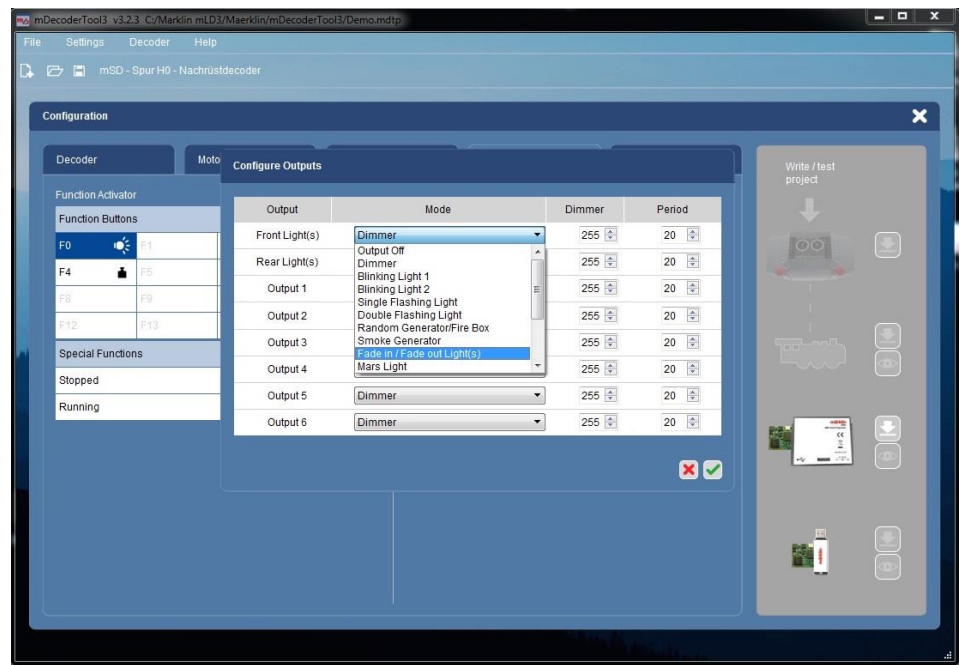 mDecoderTool3 v3.2.3 C:/Marklin mLD3/Maerklin/mDecoderTool3/Demo.mdtp
File Settings Decoder Help
mSD - Spur H0 - Nachrüstdecoder
Configuration
Decoder Moto
Function Activator
Function Buttons
F0 F1
F4 F5
F8 F9
F12 F13
Special Functions
Stopped
Running
Configure Outputs
Output Mode Dimmer Period
Front Light(s) Dimmer 255 20
Output Off
Dimmer
Blinking Light 1
Blinking Light 2
Single Flashing Light
Double Flashing Light
Random Generator/Fire Box
Smoke Generator
Fade in / Fade out Light(s)
Mars Light
Rear Light(s) 255 20
Output 1 255 20
Output 2 255 20
Output 3 255 20
Output 4 255 20
Output 5 Dimmer 255 20
Output 6 Dimmer 255 20
Write / test
project